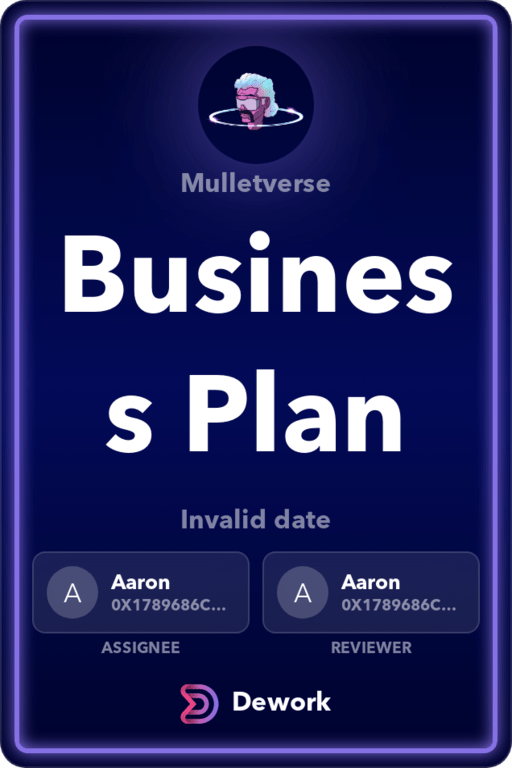 Mulletverse
Busines
s Plan
Invalid date
A Aaron 0X1789686C... A Aaron 0X1789686C...
ASSIGNEE REVIEWER
Dework